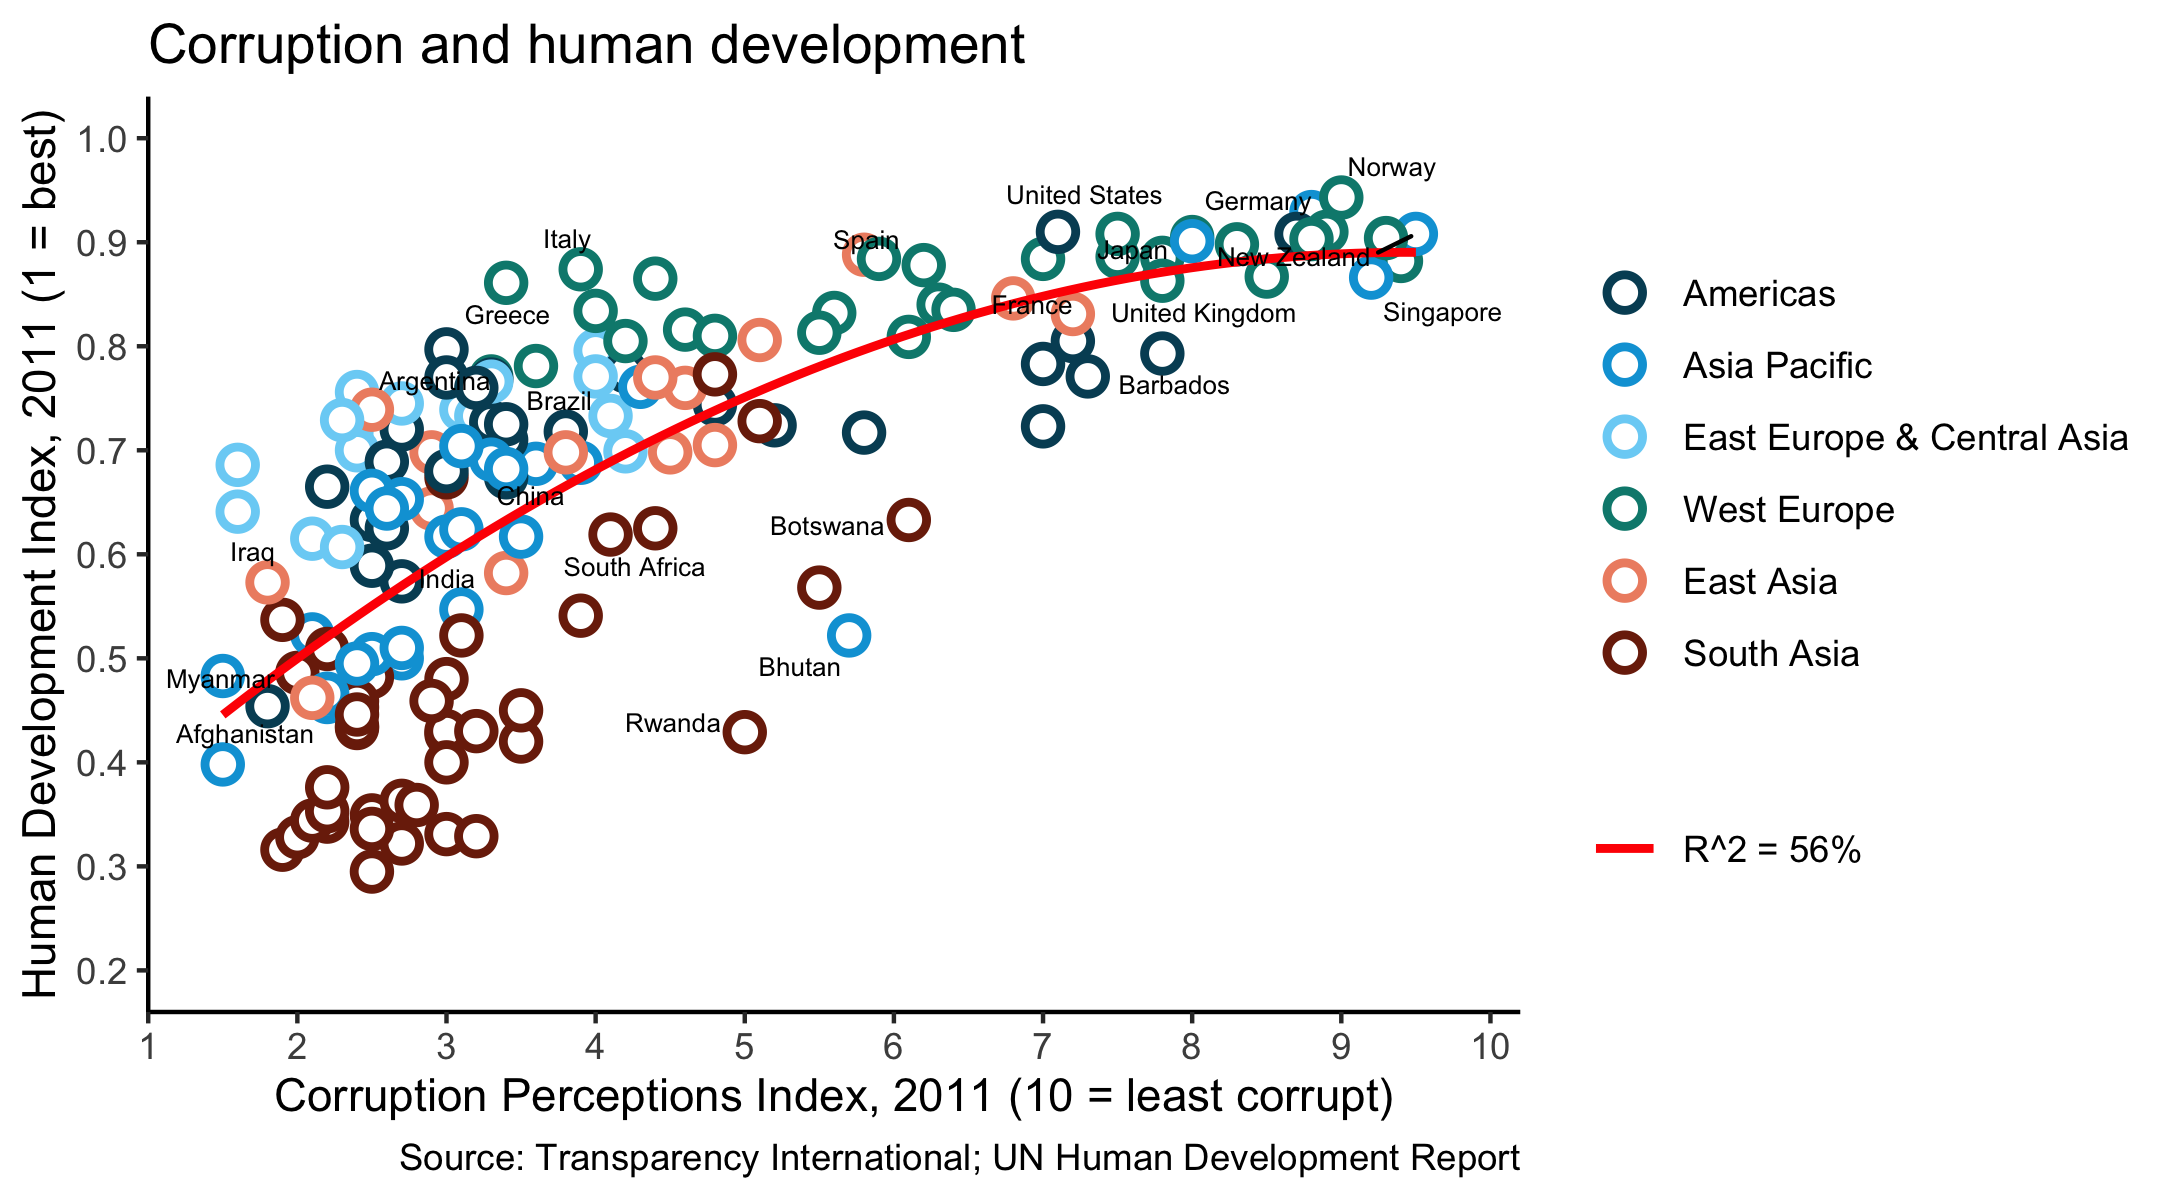 Corruption and human development
Human Development Index, 2011 (1 = best)
1.0
0.9
0.8
0.7
0.6
0.5
0.4
0.3
0.2
Norway
United States
Germany
Italy
Spain
Japan
New Zealand
France
United Kingdom
Singapore
Greece
Argentina
Barbados
Brazil
China
Botswana
Iraq
India
South Africa
Bhutan
Myanmar
Rwanda
Afghanistan
1
2
3
4
5
6
7
8
9
10
Corruption Perceptions Index, 2011 (10 = least corrupt)
Source: Transparency International; UN Human Development Report
Americas
Asia Pacific
East Europe & Central Asia
West Europe
East Asia
South Asia
R^2 = 56%